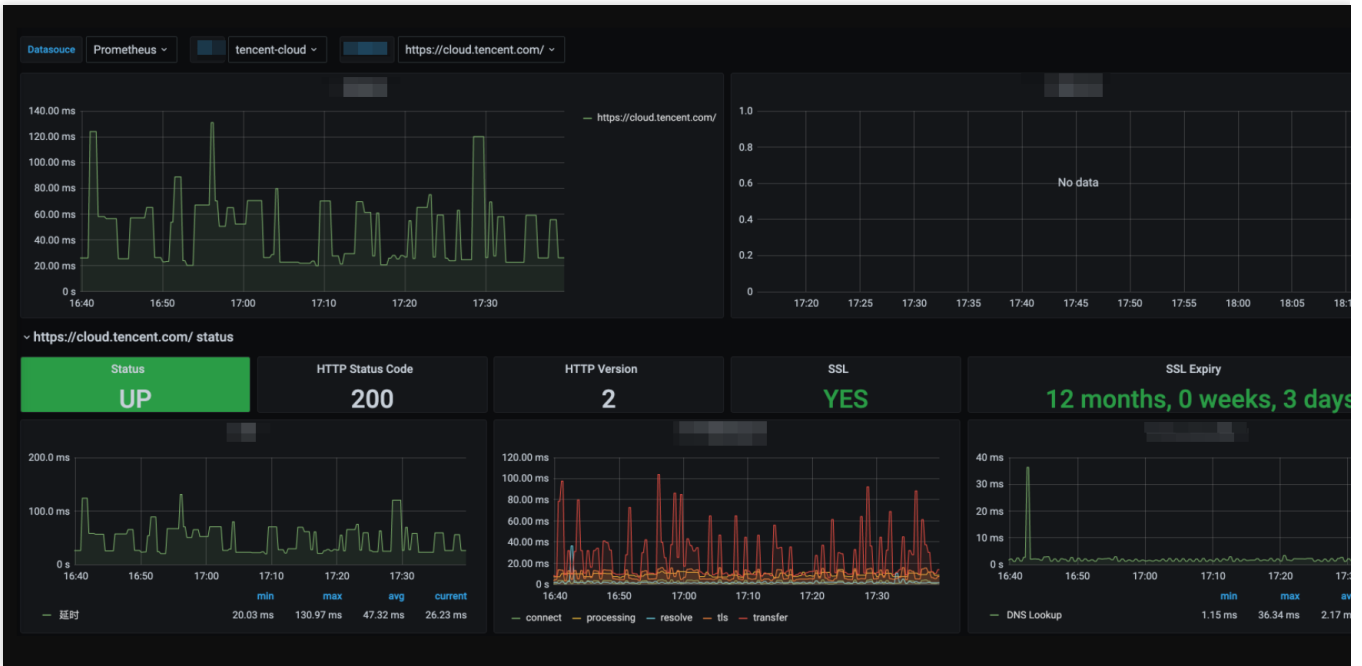 Datasouce Prometheus tencent-cloud https://cloud.tencent.com/
140.00 ms
120.00 ms
100.00 ms
80.00 ms
60.00 ms
40.00 ms
20.00 ms
0 s
16:40 16:50 17:00 17:10 17:20 17:30
https://cloud.tencent.com/
1.0
0.8
0.6
0.4
0.2
0
No data
17:20 17:25 17:30 17:35 17:40 17:45 17:50 17:55 18:00 18:05 18:1
https://cloud.tencent.com/ status
Status
UP
HTTP Status Code
200
HTTP Version
2
SSL
YES
SSL Expiry
12 months, 0 weeks, 3 days
200.0 ms
100.0 ms
0 s
16:40 16:50 17:00 17:10 17:20 17:30
min max avg current
延时 20.03 ms 130.97 ms 47.32 ms 26.23 ms
120.00 ms
100.00 ms
80.00 ms
60.00 ms
40.00 ms
20.00 ms
0 s
16:40 16:50 17:00 17:10 17:20 17:30
connect processing resolve tls transfer
40 ms
30 ms
20 ms
10 ms
0 s
16:40 16:50 17:00 17:10 17:20 17:3
min max av
DNS Lookup 1.15 ms 36.34 ms 2.17 m